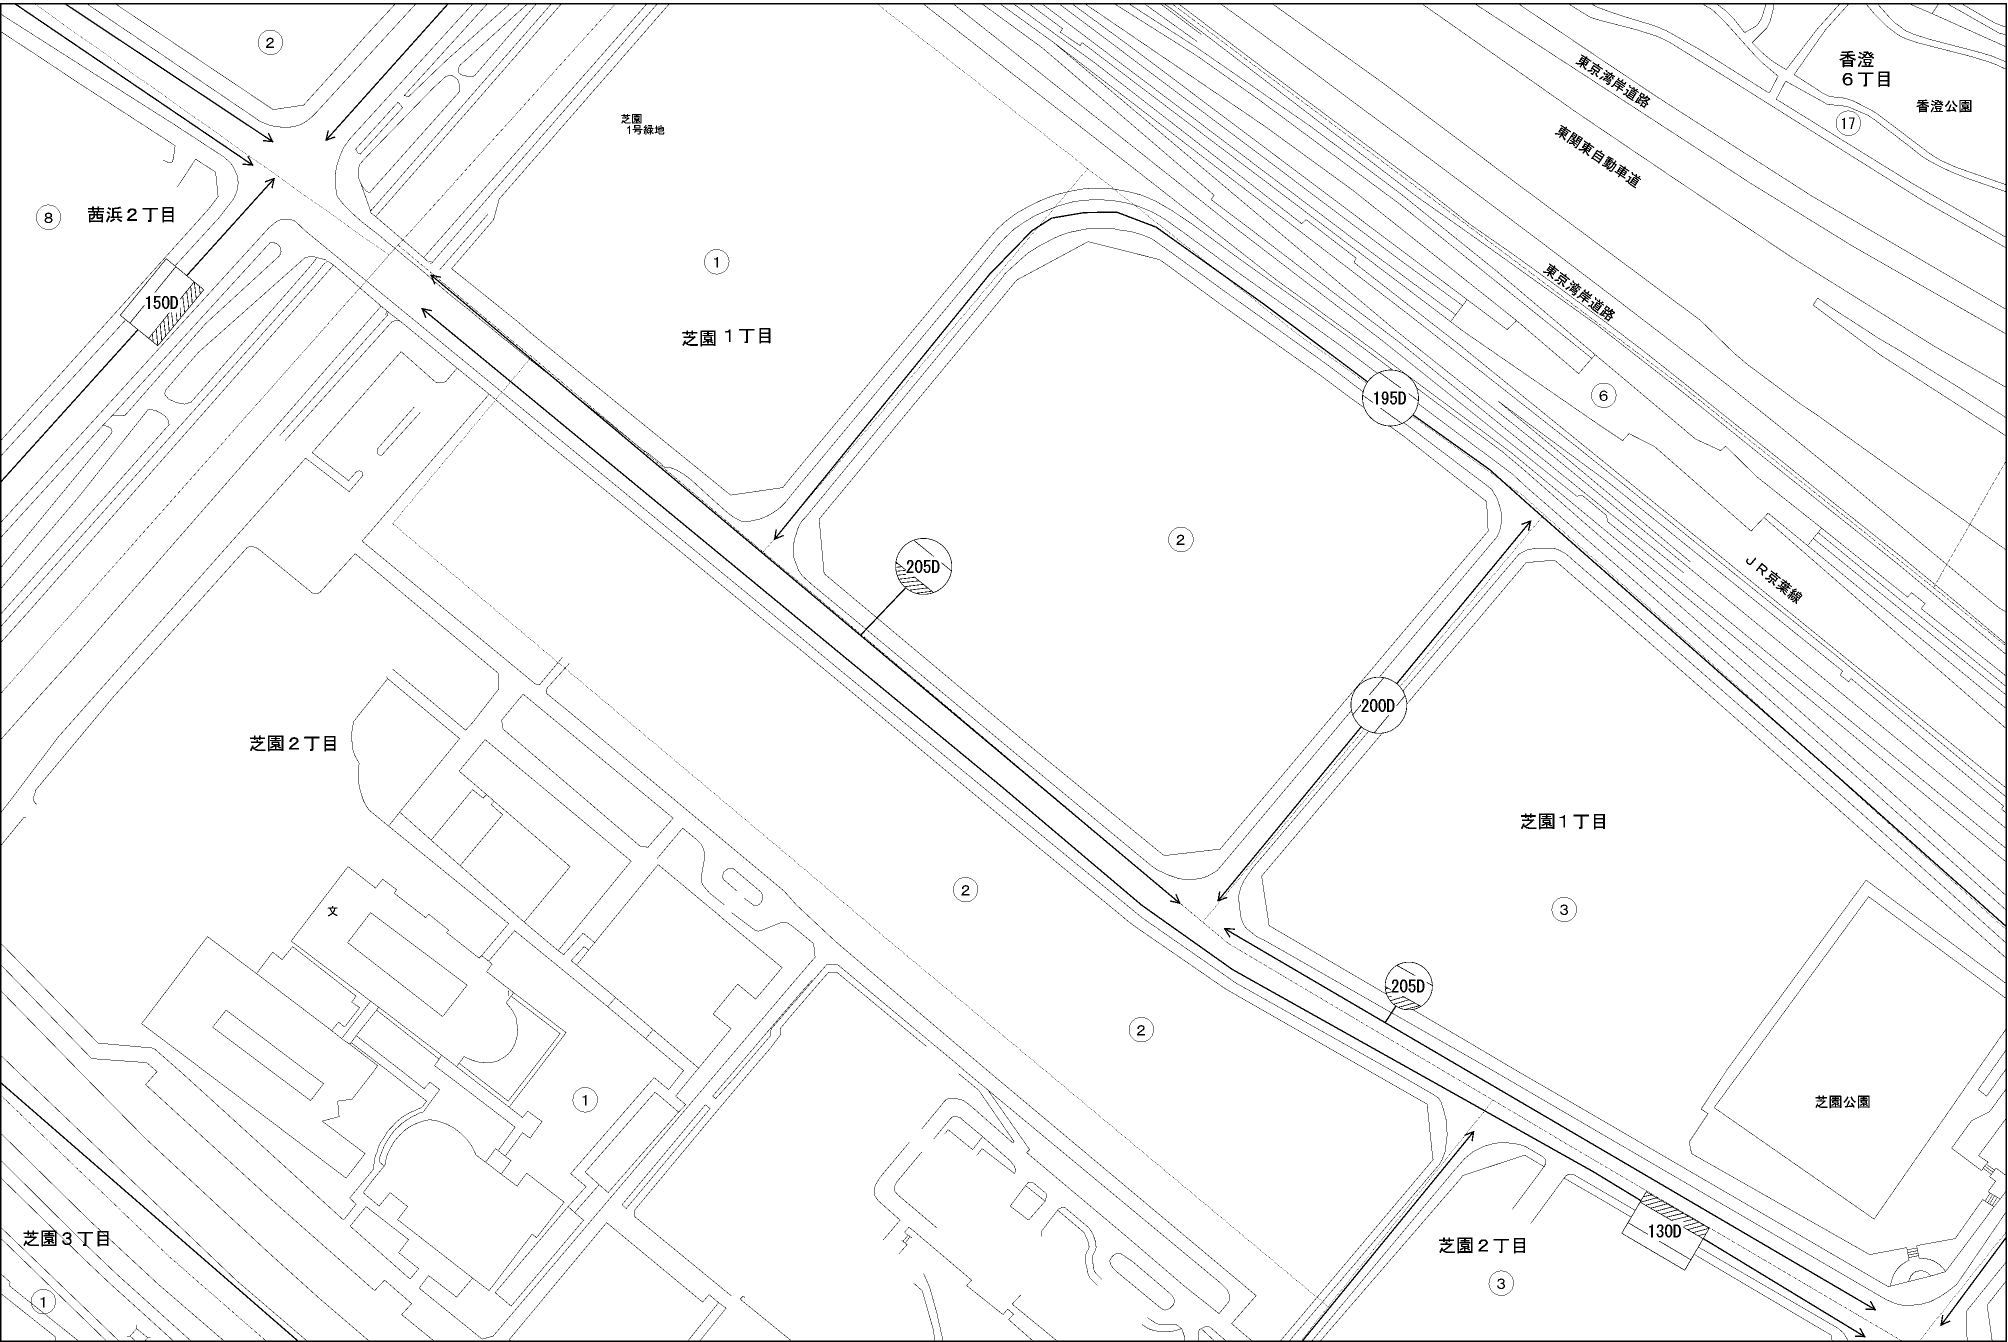 ②
東京湾岸道路
香澄
６丁目
香澄公園
⑰
芝園
1号緑地
東関東自動車道
⑧
茜浜２丁目
①
150D
東京湾岸道路
芝園１丁目
195D
⑥
205D
②
ＪＲ京葉線
200D
芝園２丁目
芝園１丁目
②
文
③
205D
②
①
芝園公園
芝園３丁目
130D
芝園２丁目
③
①